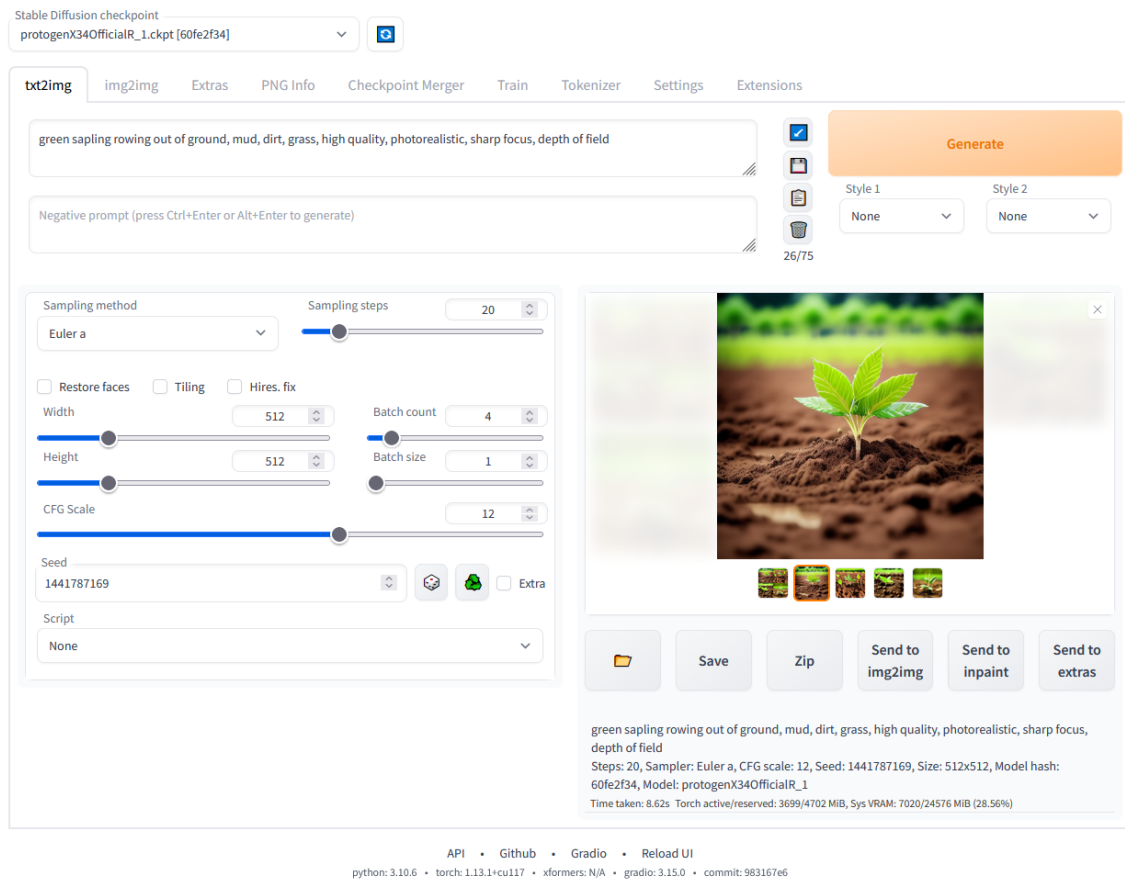 Stable Diffusion checkpoint
protogenX34OfficialR_1.ckpt [60fe2f34]
txt2img
img2img
Extras
PNG Info
Checkpoint Merger
Train
Tokenizer
Settings
Extensions
green sapling rowing out of ground, mud, dirt, grass, high quality, photorealistic, sharp focus, depth of field
Negative prompt (press Ctrl+Enter or Alt+Enter to generate)
26/75
Generate
Style 1
Style 2
None
None
Sampling method
Euler a
Sampling steps
20
Restore faces
Tiling
Hires. fix
Width
512
Batch count
4
Height
512
Batch size
1
CFG Scale
12
Seed
1441787169
Extra
Script
None
Save
Zip
Send to
img2img
Send to
inpaint
Send to
extras
green sapling rowing out of ground, mud, dirt, grass, high quality, photorealistic, sharp focus,
depth of field
Steps: 20, Sampler: Euler a, CFG scale: 12, Seed: 1441787169, Size: 512x512, Model hash:
60fe2f34, Model: protogenX34OfficialR_1
Time taken: 8.62s Torch active/reserved: 3699/4702 MiB, Sys VRAM: 7020/24576 MiB (28.56%)
API • Github • Gradio • Reload UI
python: 3.10.6 • torch: 1.13.1+cu117 • xformers: N/A • gradio: 3.15.0 • commit: 983167e6